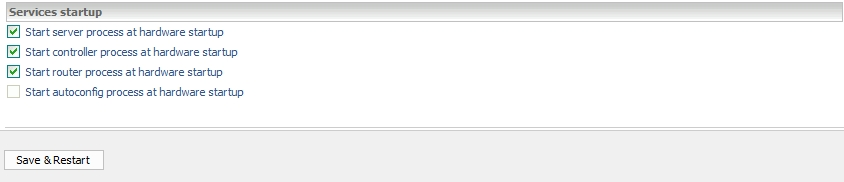 Services startup
Start server process at hardware startup
Start controller process at hardware startup
Start router process at hardware startup
Start autoconfig process at hardware startup
Save & Restart